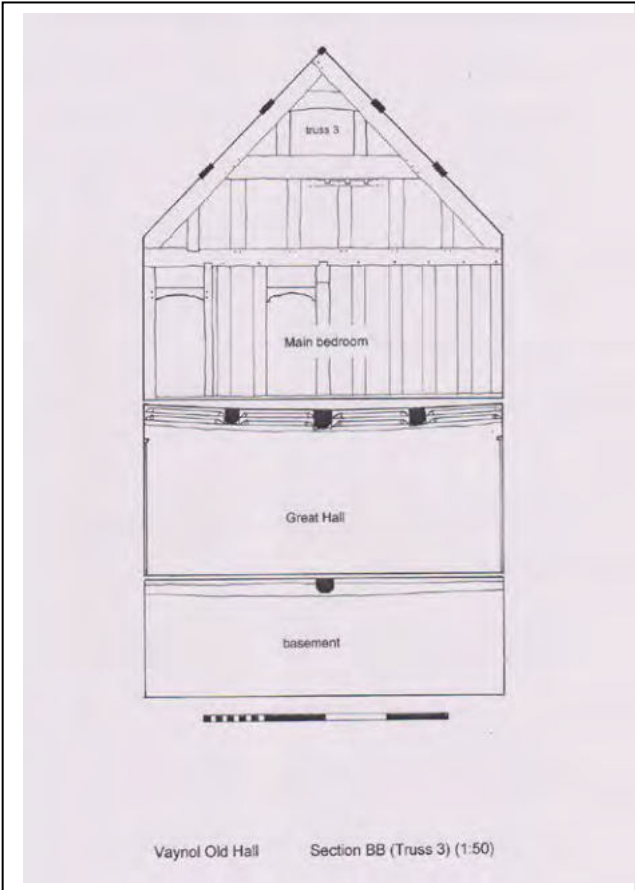 truss 3
Main bedroom
Great Hall
basement
Vaynol Old Hall Section BB (Truss 3) (1:50)